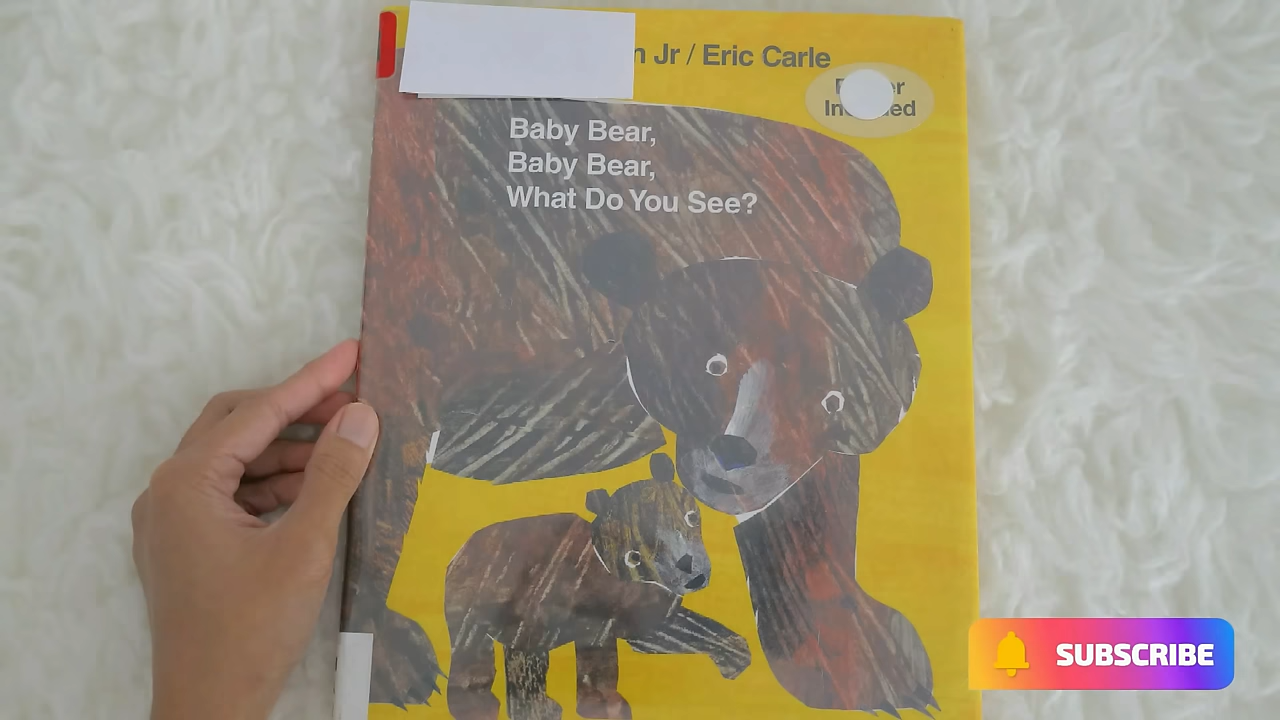 Jr / Eric Carle
Baby Bear,
Baby Bear,
What Do You See?
SUBSCRIBE